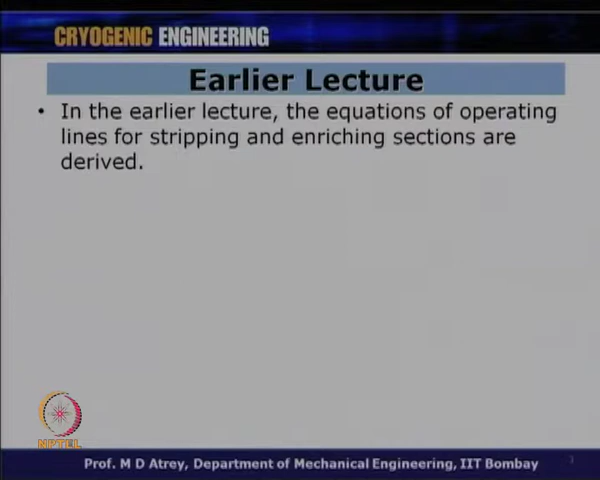 CRYOGENIC ENGINEERING
Earlier Lecture
• In the earlier lecture, the equations of operating
lines for stripping and enriching sections are
derived.
NPTEL
Prof. M D Atrey, Department of Mechanical Engineering, IIT Bombay